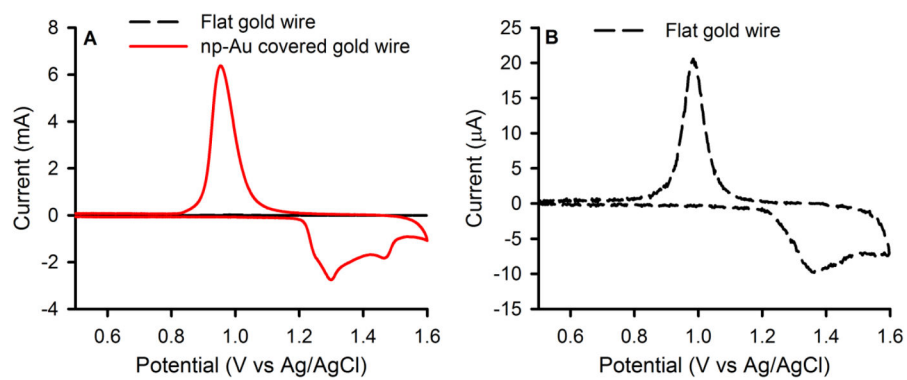 A
Flat gold wire
np-Au covered gold wire
Current (mA)
8
6
4
2
0
-2
-4
0.6 0.8 1.0 1.2 1.4 1.6
Potential (V vs Ag/AgCl)
B
Flat gold wire
Current (µA)
25
20
15
10
5
0
-5
-10
-15
0.6 0.8 1.0 1.2 1.4 1.6
Potential (V vs Ag/AgCl)